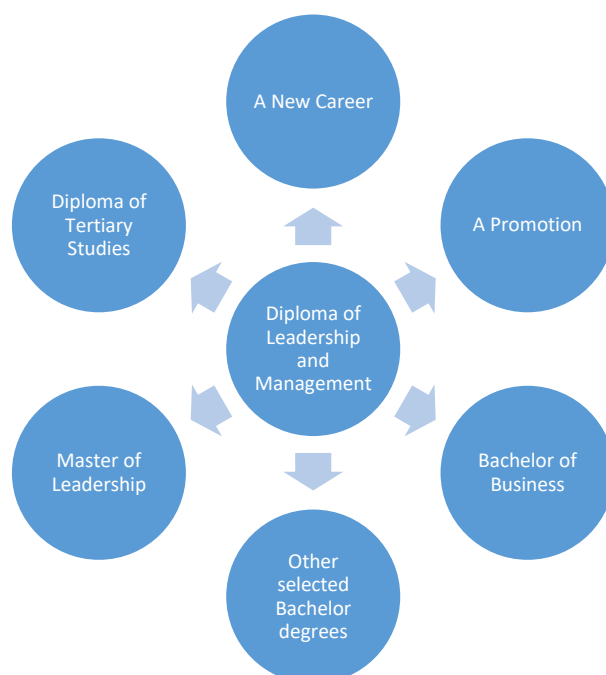 A New Career
Diploma of
Tertiary
Studies
A Promotion
Diploma of
Leadership
and
Management
Master of
Leadership
Bachelor of
Business
Other
selected
Bachelor
degrees